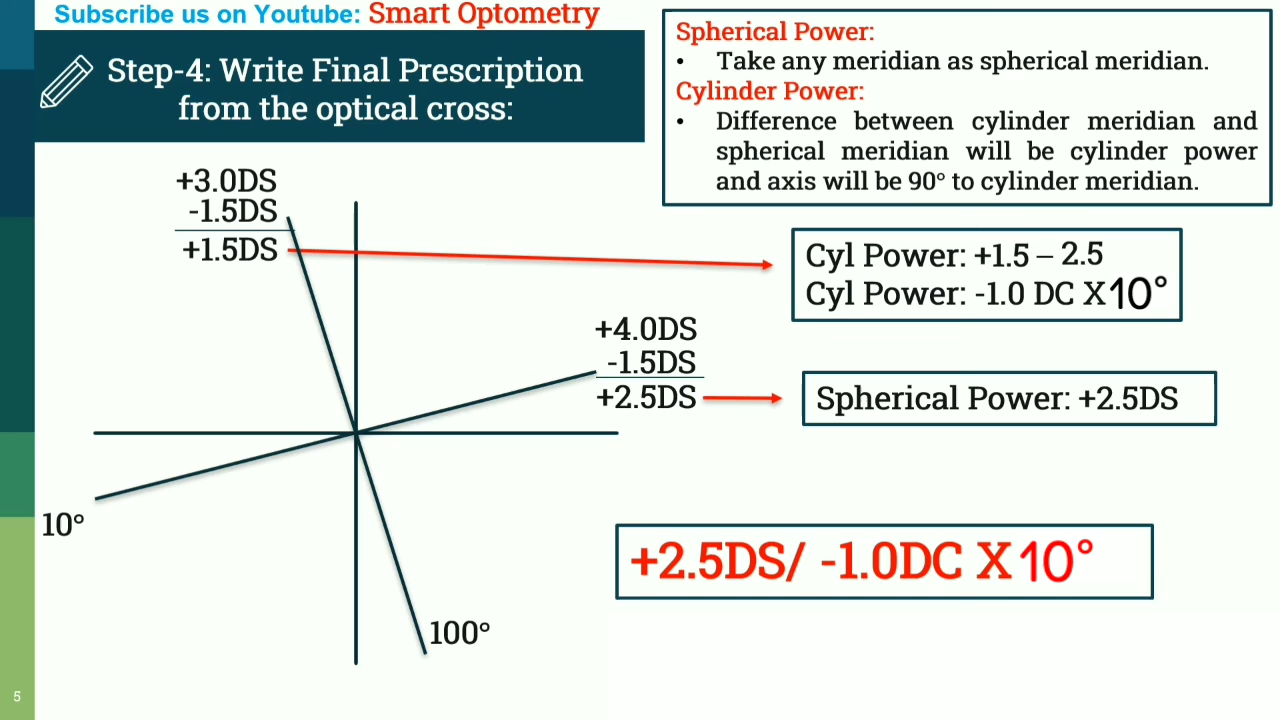 Subscribe us on Youtube: Smart Optometry
Step-4: Write Final Prescription
from the optical cross:
Spherical Power:
• Take any meridian as spherical meridian.
Cylinder Power:
• Difference between cylinder meridian and
spherical meridian will be cylinder power
and axis will be 90° to cylinder meridian.
+3.0DS
-1.5DS
+1.5DS
Cyl Power: +1.5 – 2.5
Cyl Power: -1.0 DC X10°
+4.0DS
-1.5DS
+2.5DS
Spherical Power: +2.5DS
10°
+2.5DS/ -1.0DC X10°
100°
5